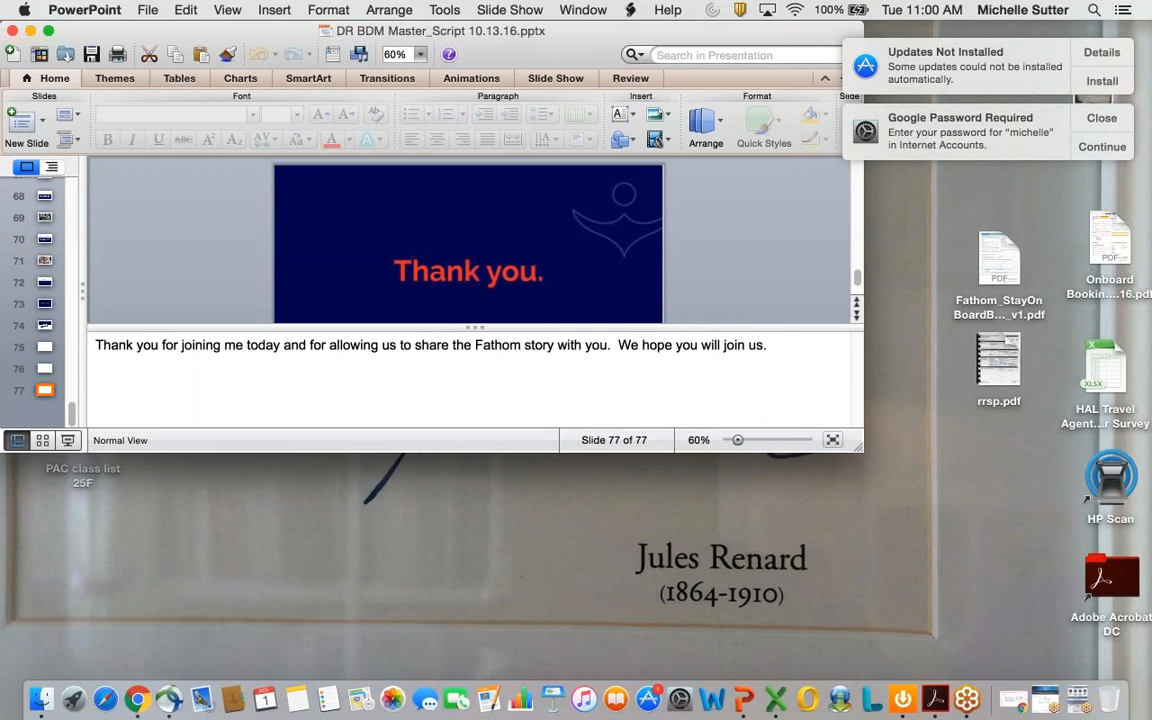 PowerPoint File Edit View Insert Format Arrange Tools Slide Show Window Help 100% Tue 11:00 AM Michelle Sutter
DR BDM Master_Script 10.13.16.pptx
60% Search in Presentation
Home Themes Tables Charts SmartArt Transitions Animations Slide Show Review
Slides Font Paragraph Insert Format Slide
New Slide
Arrange Quick Styles
Updates Not Installed
Some updates could not be installed
automatically.
Details
Install
Google Password Required
Enter your password for “michelle”
in Internet Accounts.
Close
Continue
68
69
70
71
72
73
74
75
76
77
Thank you.
Thank you for joining me today and for allowing us to share the Fathom story with you. We hope you will join us.
Normal View Slide 77 of 77 60%
Fathom_StayOn
BoardB..._v1.pdf
Onboard
Bookin....16.pdf
rrsp.pdf
XLSX
HAL Travel
Agent...r Survey
HP Scan
Adobe Acrobat
DC
PAC class list
25F
Jules Renard
(1864-1910)